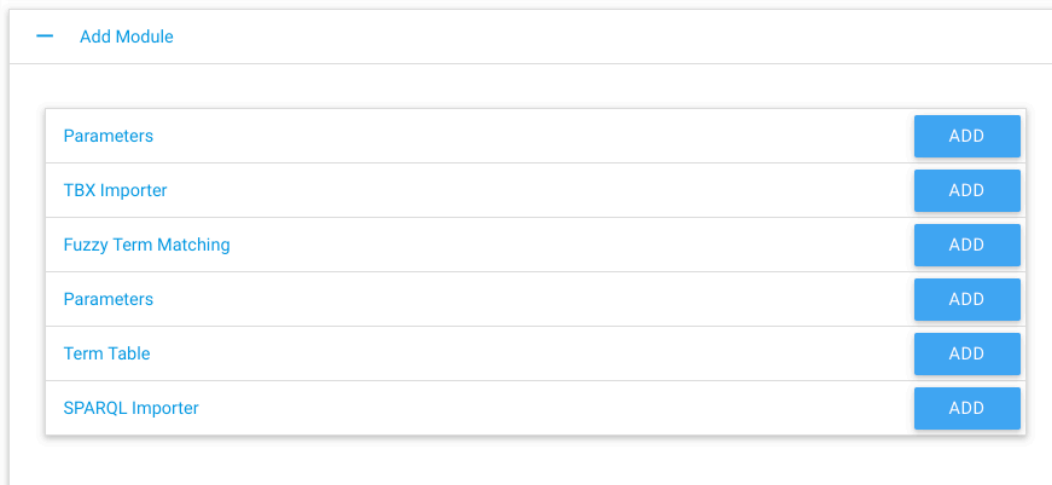 Add Module
Parameters ADD
TBX Importer ADD
Fuzzy Term Matching ADD
Parameters ADD
Term Table ADD
SPARQL Importer ADD